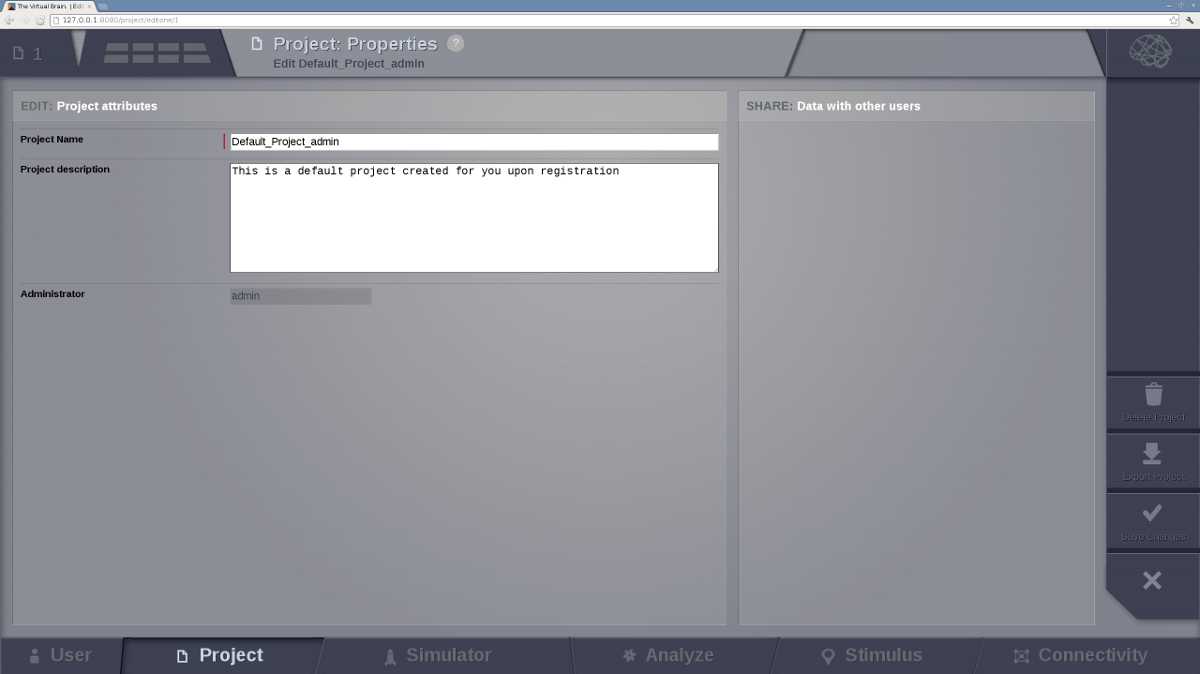 The Virtual Brain. | Edi
127.0.0.1:8080/project/editone/1
1
Project: Properties ?
Edit Default_Project_admin
EDIT: Project attributes
SHARE: Data with other users
Project Name
Default_Project_admin
Project description
This is a default project created for you upon registration
Administrator
admin
Delete Project
Export Project
Save Changes
User
Project
Simulator
Analyze
Stimulus
Connectivity